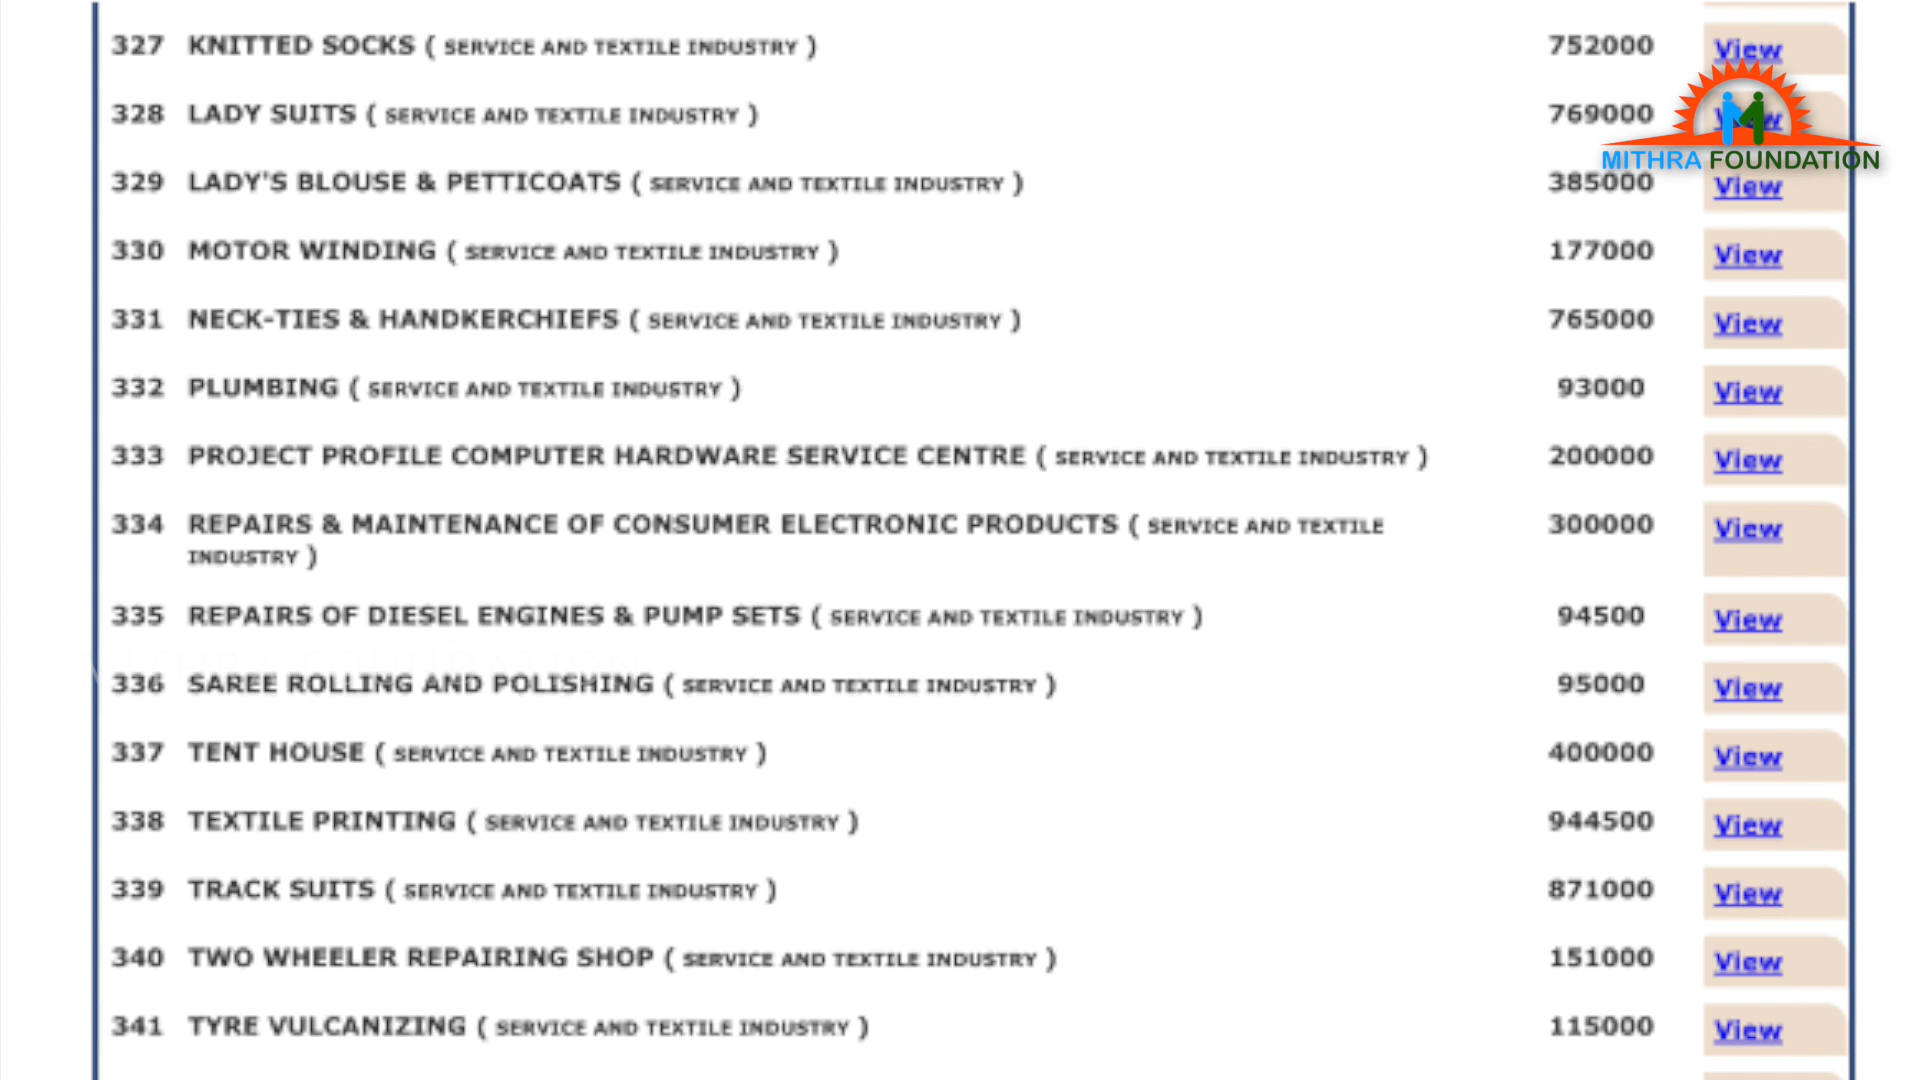 327 KNITTED SOCKS ( SERVICE AND TEXTILE INDUSTRY ) 752000 View
328 LADY SUITS ( SERVICE AND TEXTILE INDUSTRY ) 769000
MITHRA FOUNDATION
329 LADY'S BLOUSE & PETTICOATS ( SERVICE AND TEXTILE INDUSTRY ) 385000 View
330 MOTOR WINDING ( SERVICE AND TEXTILE INDUSTRY ) 177000 View
331 NECK-TIES & HANDKERCHIEFS ( SERVICE AND TEXTILE INDUSTRY ) 765000 View
332 PLUMBING ( SERVICE AND TEXTILE INDUSTRY ) 93000 View
333 PROJECT PROFILE COMPUTER HARDWARE SERVICE CENTRE ( SERVICE AND TEXTILE INDUSTRY ) 200000 View
334 REPAIRS & MAINTENANCE OF CONSUMER ELECTRONIC PRODUCTS ( SERVICE AND TEXTILE 300000 View
INDUSTRY )
335 REPAIRS OF DIESEL ENGINES & PUMP SETS ( SERVICE AND TEXTILE INDUSTRY ) 94500 View
MITHRA FOUNDATION
336 SAREE ROLLING AND POLISHING ( SERVICE AND TEXTILE INDUSTRY ) 95000 View
337 TENT HOUSE ( SERVICE AND TEXTILE INDUSTRY ) 400000 View
338 TEXTILE PRINTING ( SERVICE AND TEXTILE INDUSTRY ) 944500 View
339 TRACK SUITS ( SERVICE AND TEXTILE INDUSTRY ) 871000 View
340 TWO WHEELER REPAIRING SHOP ( SERVICE AND TEXTILE INDUSTRY ) 151000 View
341 TYRE VULCANIZING ( SERVICE AND TEXTILE INDUSTRY ) 115000 View